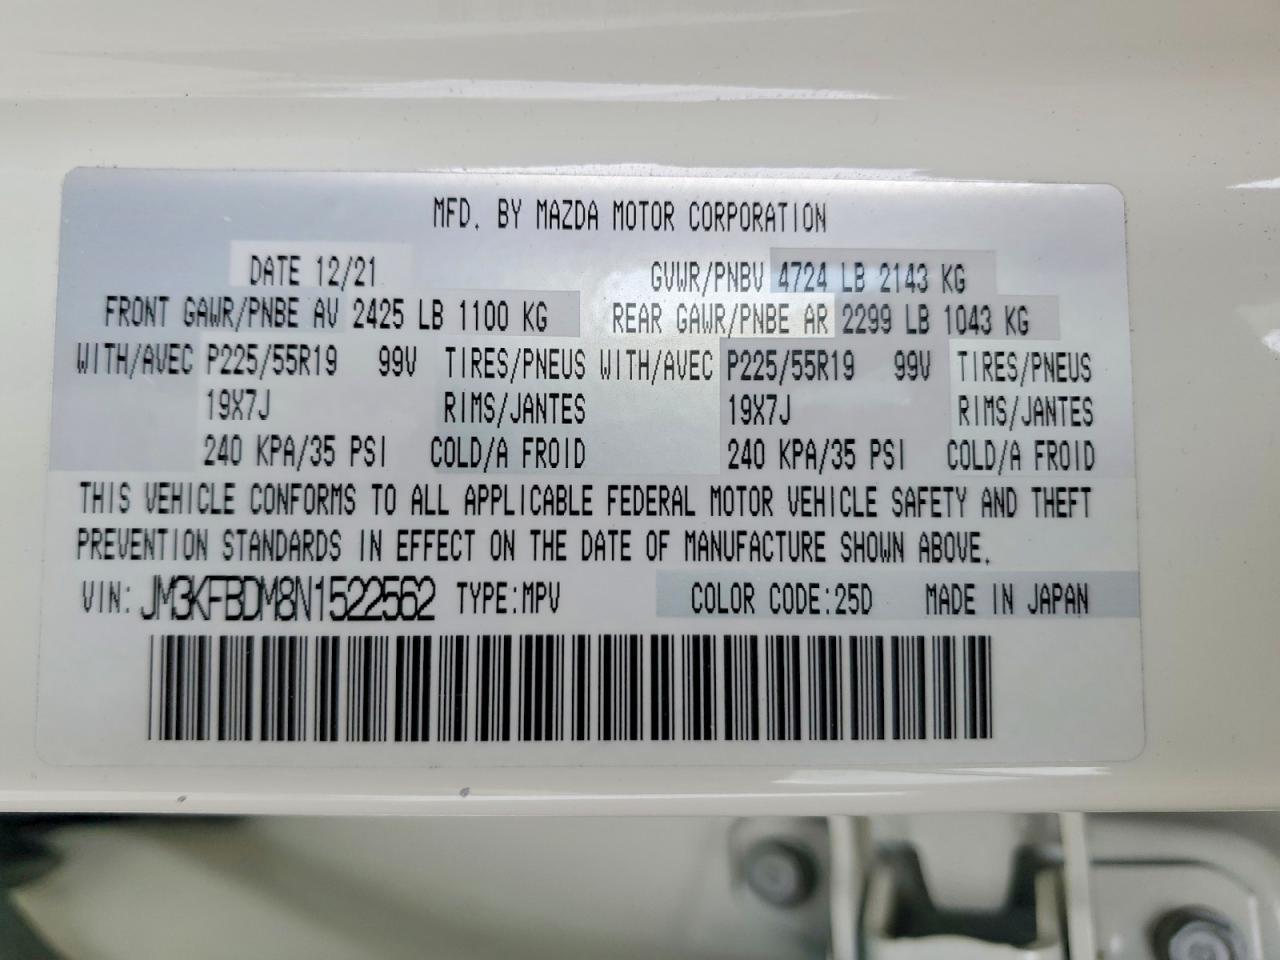 MFD. BY MAZDA MOTOR CORPORATION
DATE 12/21 GVWR/PNBV 4724 LB 2143 KG
FRONT GAWR/PNBE AV 2425 LB 1100 KG REAR GAWR/PNBE AR 2299 LB 1043 KG
WITH/AVEC P225/55R19 99V TIRES/PNEUS WITH/AVEC P225/55R19 99V TIRES/PNEUS
19X7J RIMS/JANTES 19X7J RIMS/JANTES
240 KPA/35 PSI COLD/A FROID 240 KPA/35 PSI COLD/A FROID
THIS VEHICLE CONFORMS TO ALL APPLICABLE FEDERAL MOTOR VEHICLE SAFETY AND THEFT
PREVENTION STANDARDS IN EFFECT ON THE DATE OF MANUFACTURE SHOWN ABOVE.
VIN: JM3KFBDM8N1522562 TYPE:MPV COLOR CODE:25D MADE IN JAPAN